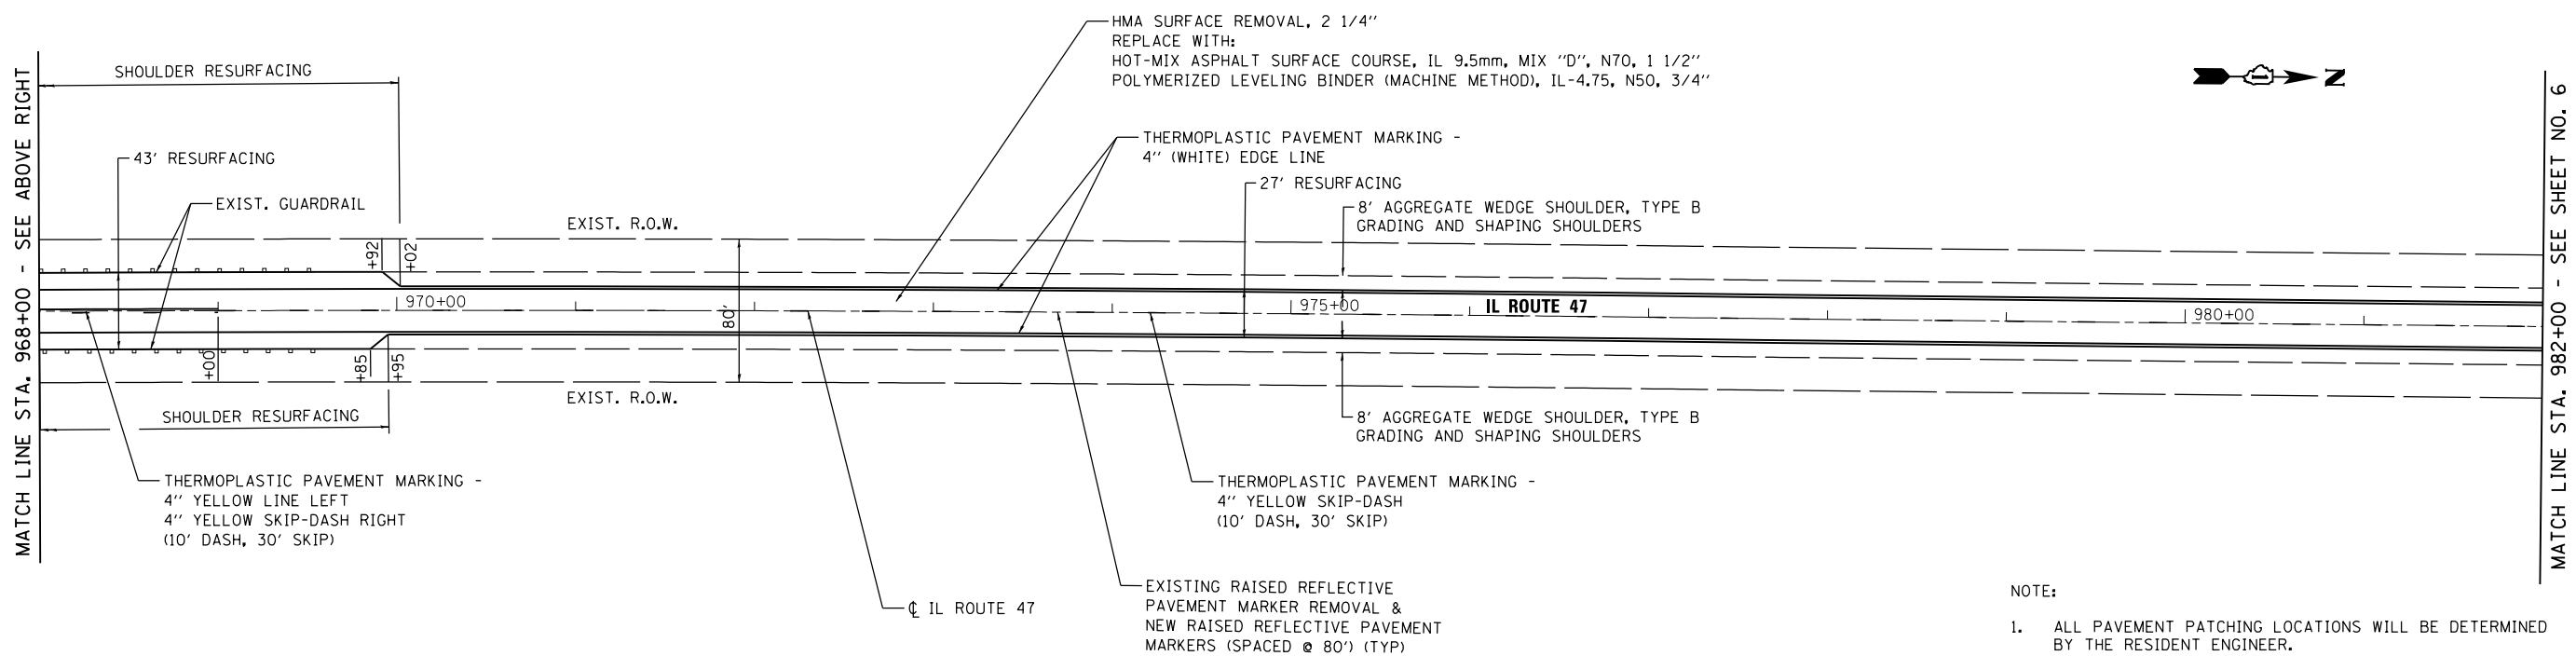 HMA SURFACE REMOVAL, 2 1/4"
REPLACE WITH:
HOT-MIX ASPHALT SURFACE COURSE, IL 9.5mm, MIX "D", N70, 1 1/2"
POLYMERIZED LEVELING BINDER (MACHINE METHOD), IL-4.75, N50, 3/4"
SHOULDER RESURFACING
N
MATCH LINE STA. 968+00 - SEE ABOVE RIGHT
MATCH LINE STA. 982+00 - SEE SHEET NO. 6
THERMOPLASTIC PAVEMENT MARKING -
4" (WHITE) EDGE LINE
43' RESURFACING
27' RESURFACING
EXIST. GUARDRAIL
8' AGGREGATE WEDGE SHOULDER, TYPE B
GRADING AND SHAPING SHOULDERS
EXIST. R.O.W.
+92
+02
970+00
975+00
IL ROUTE 47
980+00
80'
+00
+85
+95
EXIST. R.O.W.
SHOULDER RESURFACING
8' AGGREGATE WEDGE SHOULDER, TYPE B
GRADING AND SHAPING SHOULDERS
THERMOPLASTIC PAVEMENT MARKING -
4" YELLOW LINE LEFT
4" YELLOW SKIP-DASH RIGHT
(10' DASH, 30' SKIP)
THERMOPLASTIC PAVEMENT MARKING -
4" YELLOW SKIP-DASH
(10' DASH, 30' SKIP)
℄ IL ROUTE 47
EXISTING RAISED REFLECTIVE
PAVEMENT MARKER REMOVAL &
NEW RAISED REFLECTIVE PAVEMENT
MARKERS (SPACED @ 80') (TYP)
NOTE:
1. ALL PAVEMENT PATCHING LOCATIONS WILL BE DETERMINED
BY THE RESIDENT ENGINEER.